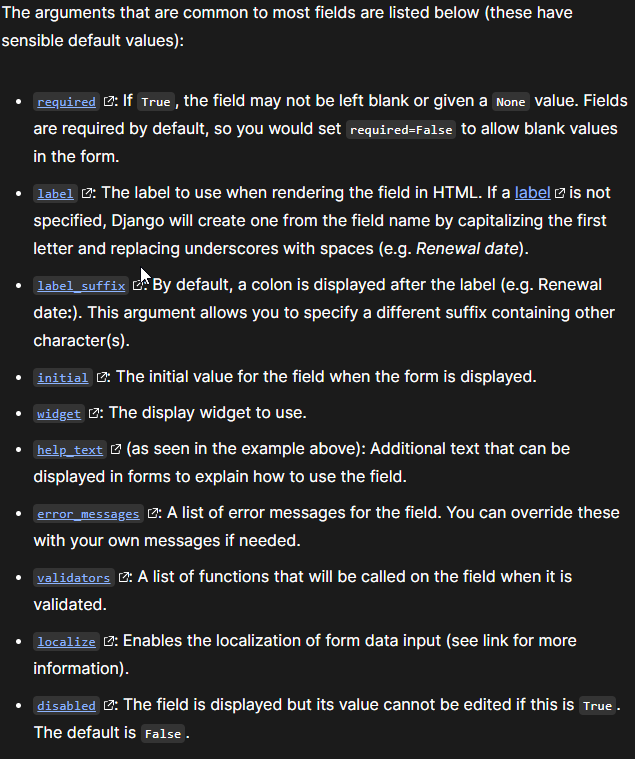 The arguments that are common to most fields are listed below (these have
sensible default values):
required: If True, the field may not be left blank or given a None value. Fields
are required by default, so you would set required=False to allow blank values
in the form.
label: The label to use when rendering the field in HTML. If a label is not
specified, Django will create one from the field name by capitalizing the first
letter and replacing underscores with spaces (e.g. Renewal date).
label_suffix: By default, a colon is displayed after the label (e.g. Renewal
date:). This argument allows you to specify a different suffix containing other
character(s).
initial: The initial value for the field when the form is displayed.
widget: The display widget to use.
help_text (as seen in the example above): Additional text that can be
displayed in forms to explain how to use the field.
error_messages: A list of error messages for the field. You can override these
with your own messages if needed.
validators: A list of functions that will be called on the field when it is
validated.
localize: Enables the localization of form data input (see link for more
information).
disabled: The field is displayed but its value cannot be edited if this is True.
The default is False.